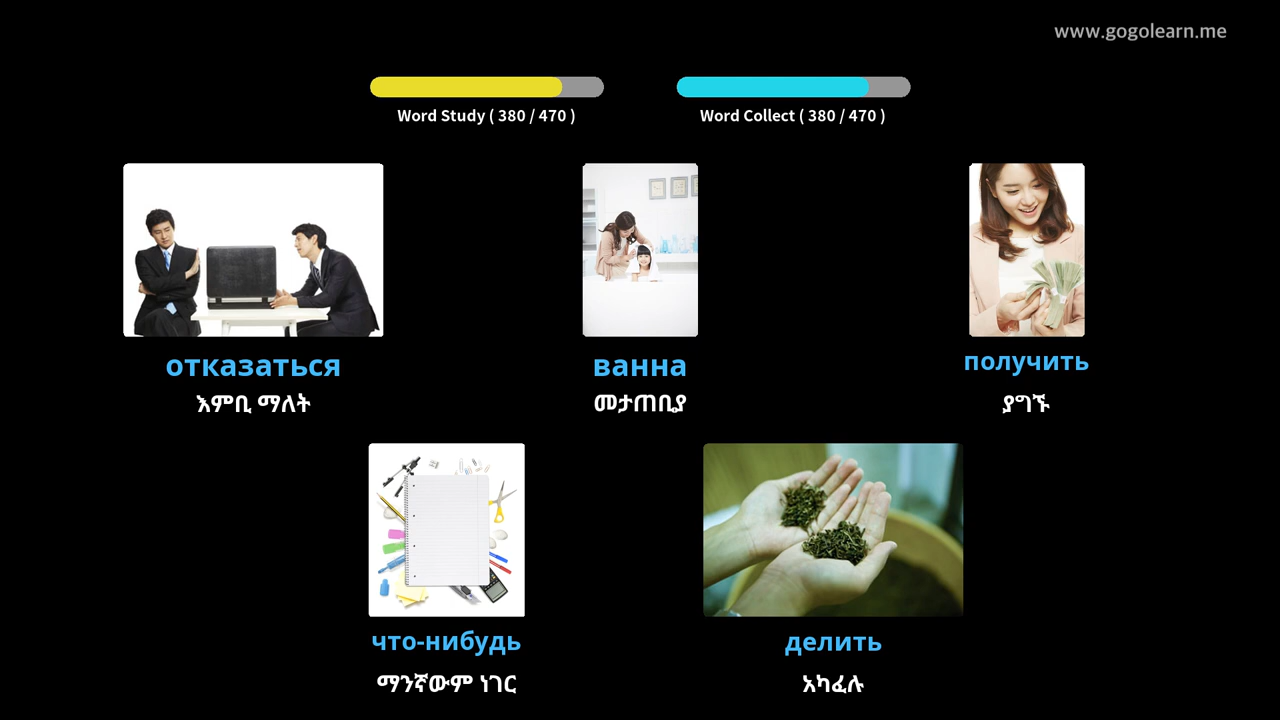 www.gogolearn.me
Word Study ( 380 / 470 )
Word Collect ( 380 / 470 )
отказаться
እምቢ ማለት
ванна
መታጠቢያ
получить
ያግኙ
что-нибудь
ማንኛውም ነገር
делить
አካፈሉ